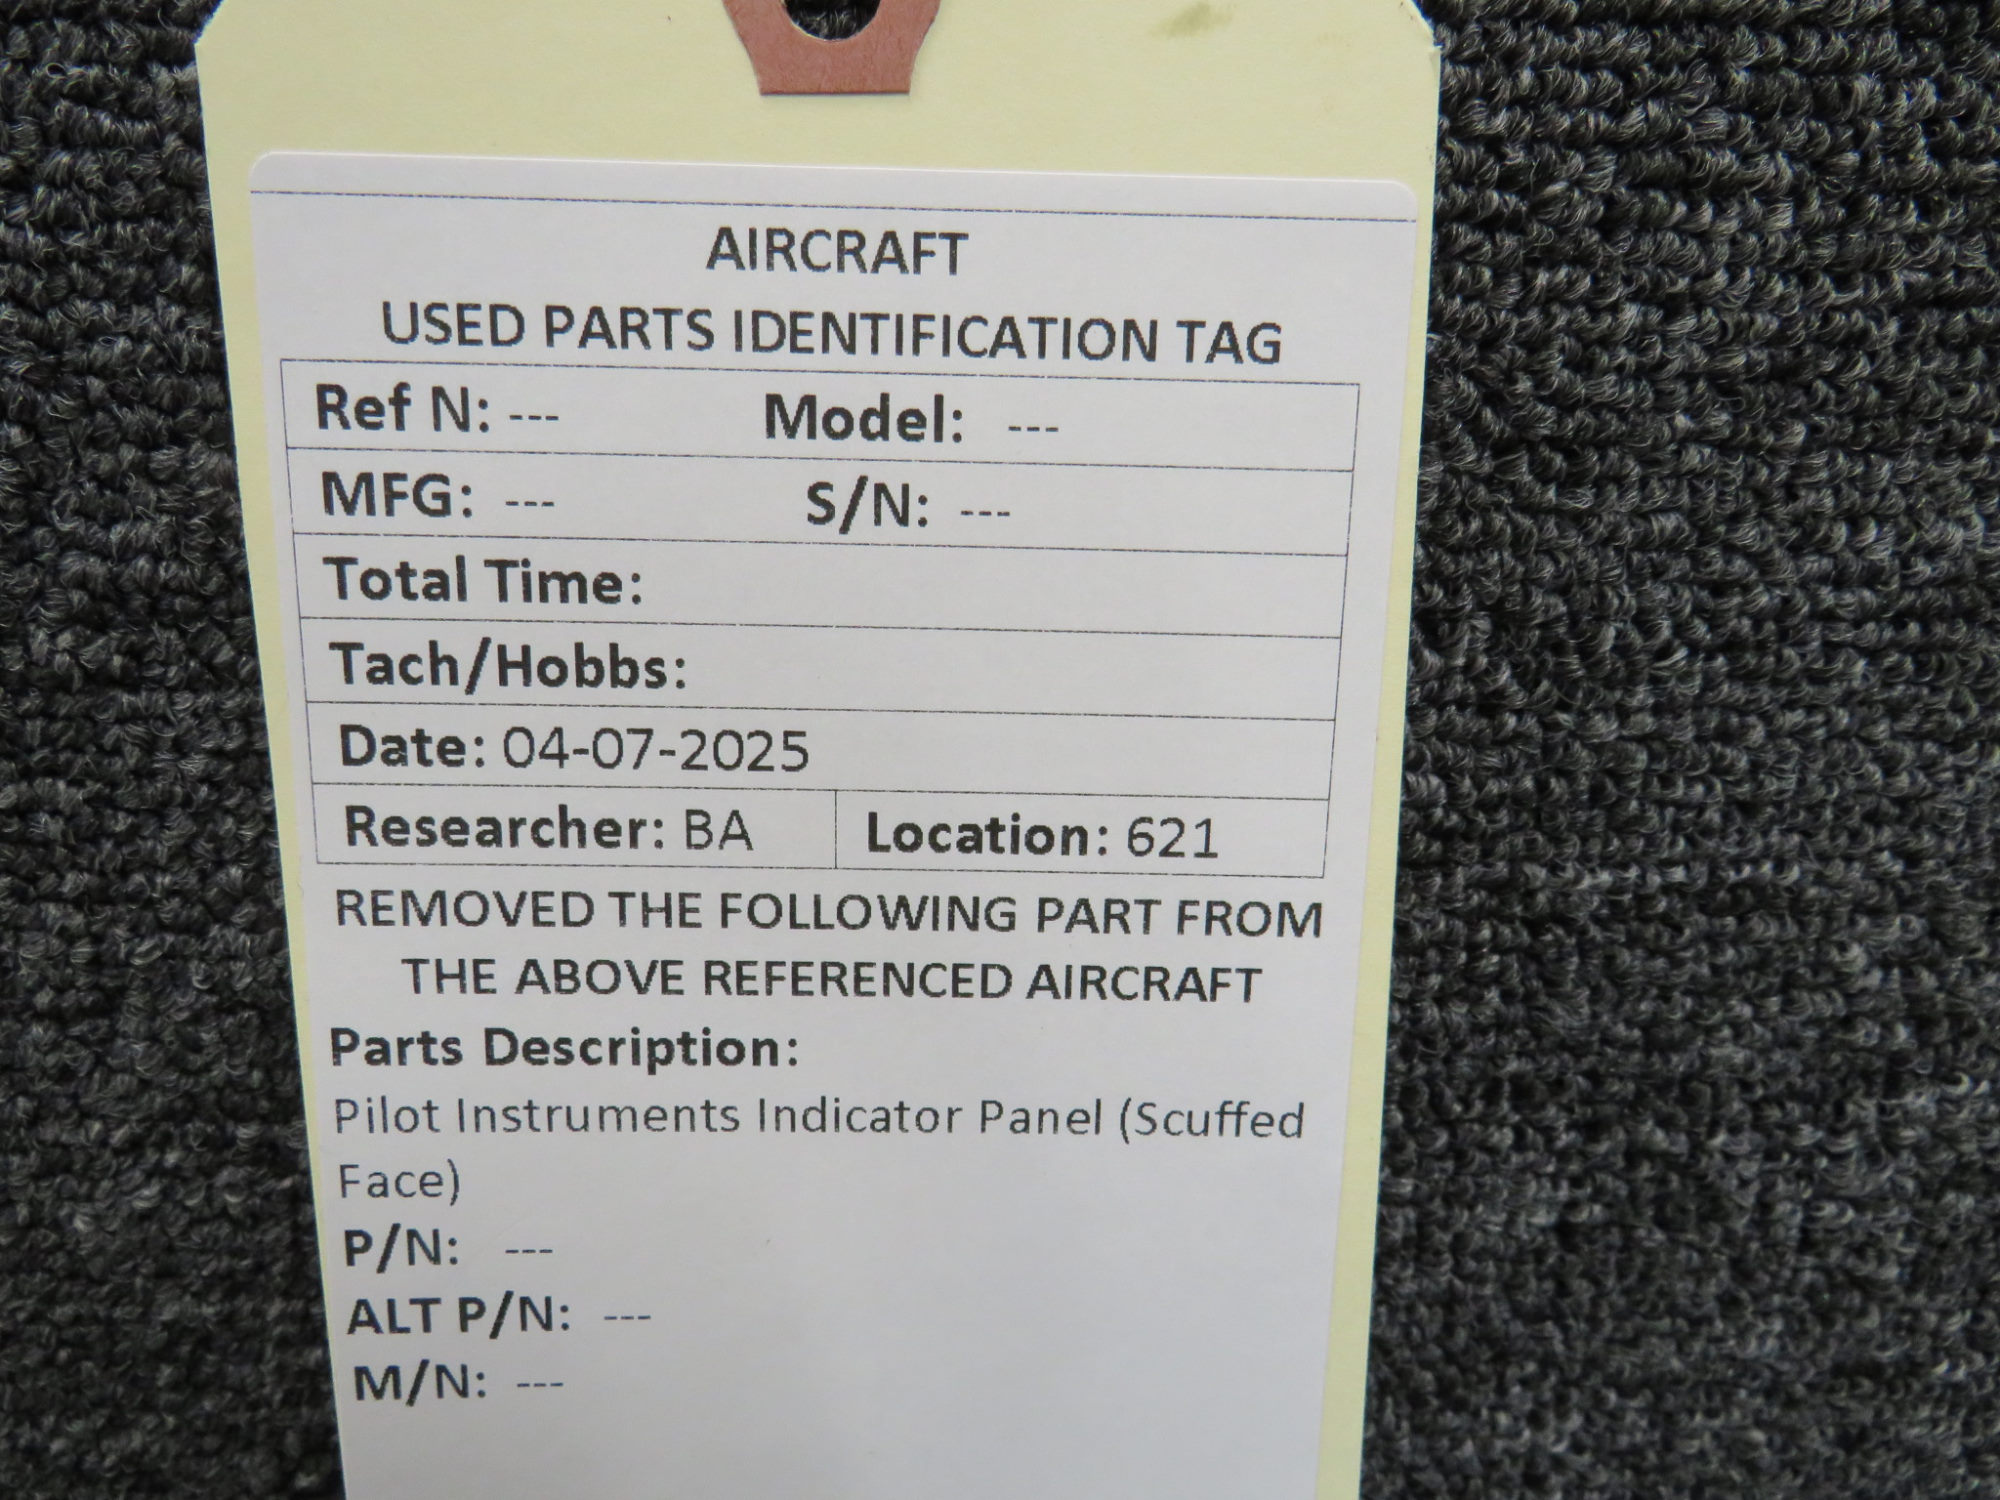 AIRCRAFT
USED PARTS IDENTIFICATION TAG
Ref N: --- Model: ---
MFG: --- S/N: ---
Total Time:
Tach/Hobbs:
Date: 04-07-2025
Researcher: BA Location: 621
REMOVED THE FOLLOWING PART FROM
THE ABOVE REFERENCED AIRCRAFT
Parts Description:
Pilot Instruments Indicator Panel (Scuffed
Face)
P/N: ---
ALT P/N: ---
M/N: ---